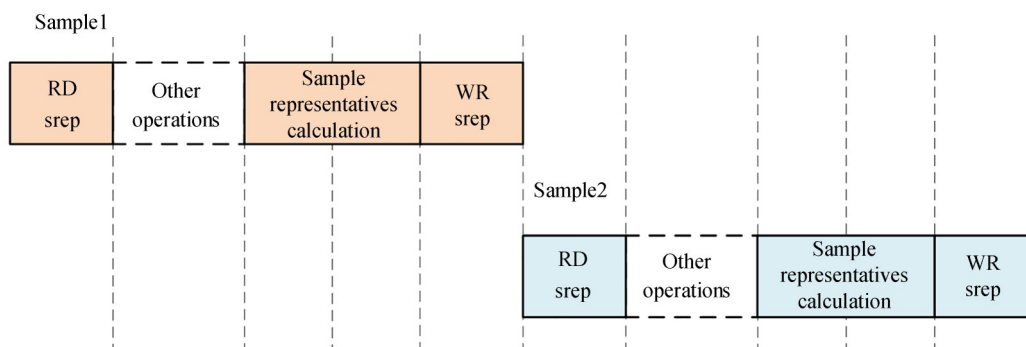 Sample1
RD
srep
Other
operations
Sample
representatives
calculation
WR
srep
Sample2
RD
srep
Other
operations
Sample
representatives
calculation
WR
srep